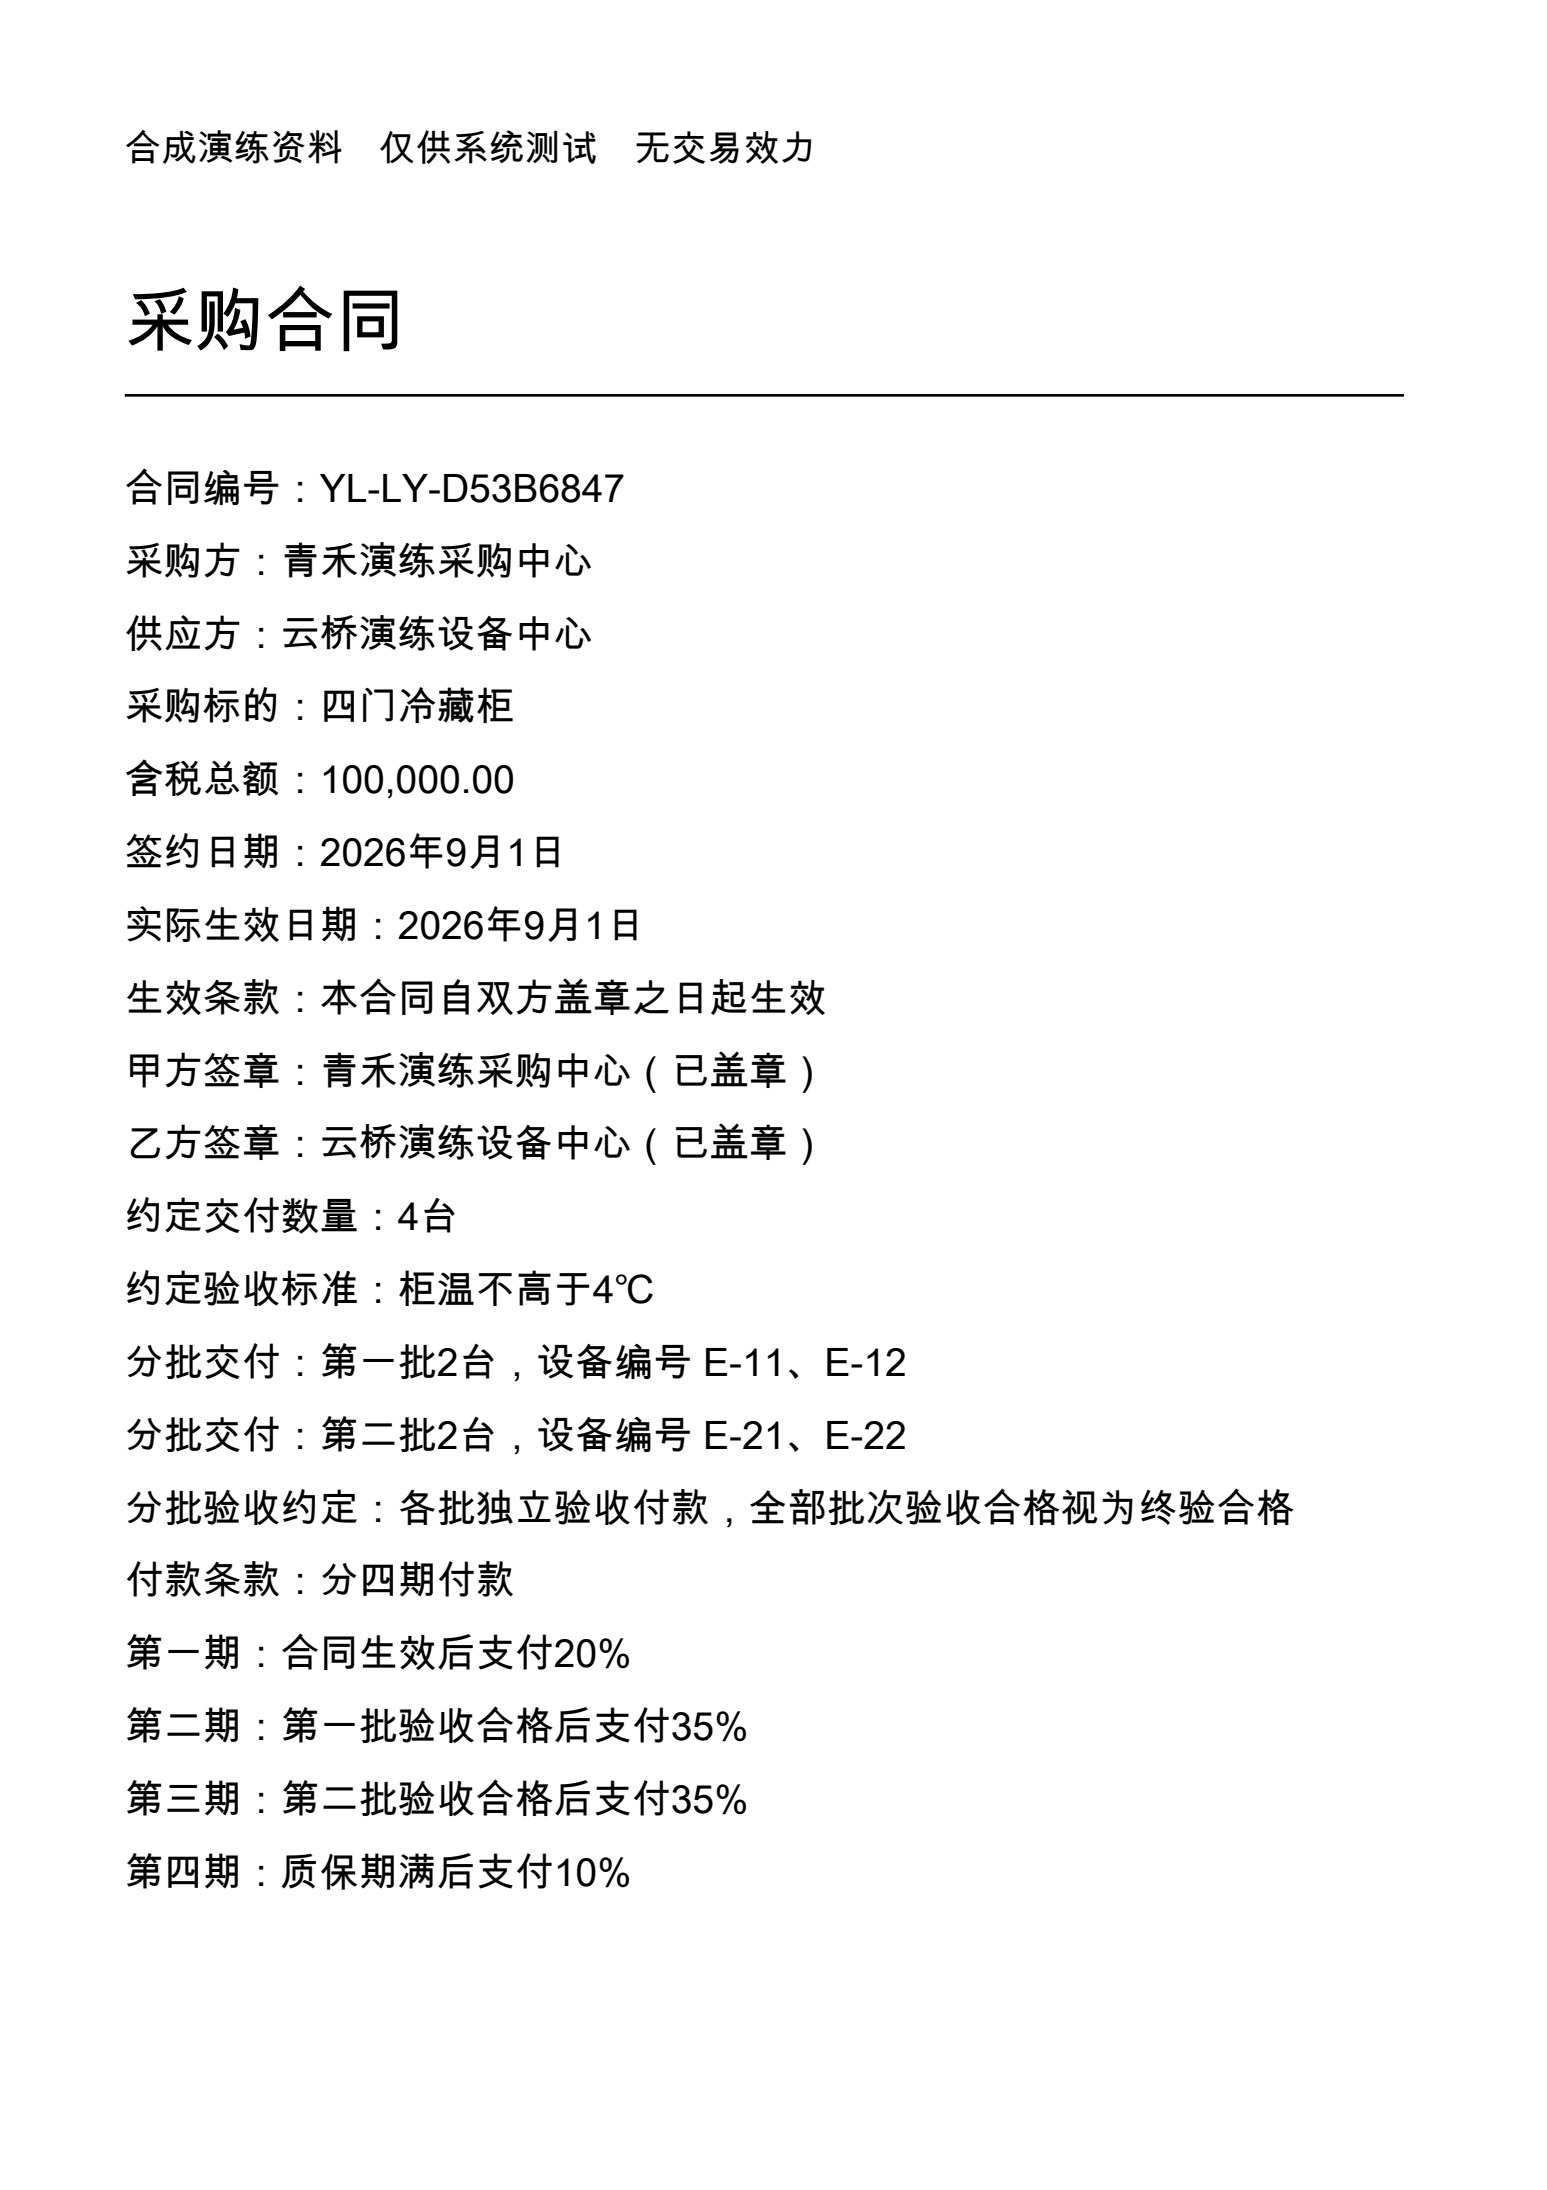 合成演练资料　仅供系统测试　无交易效力
采购合同
合同编号：YL-LY-D53B6847
采购方：青禾演练采购中心
供应方：云桥演练设备中心
采购标的：四门冷藏柜
含税总额：100,000.00
签约日期：2026年9月1日
实际生效日期：2026年9月1日
生效条款：本合同自双方盖章之日起生效
甲方签章：青禾演练采购中心（已盖章）
乙方签章：云桥演练设备中心（已盖章）
约定交付数量：4台
约定验收标准：柜温不高于4℃
分批交付：第一批2台，设备编号 E-11、E-12
分批交付：第二批2台，设备编号 E-21、E-22
分批验收约定：各批独立验收付款，全部批次验收合格视为终验合格
付款条款：分四期付款
第一期：合同生效后支付20%
第二期：第一批验收合格后支付35%
第三期：第二批验收合格后支付35%
第四期：质保期满后支付10%